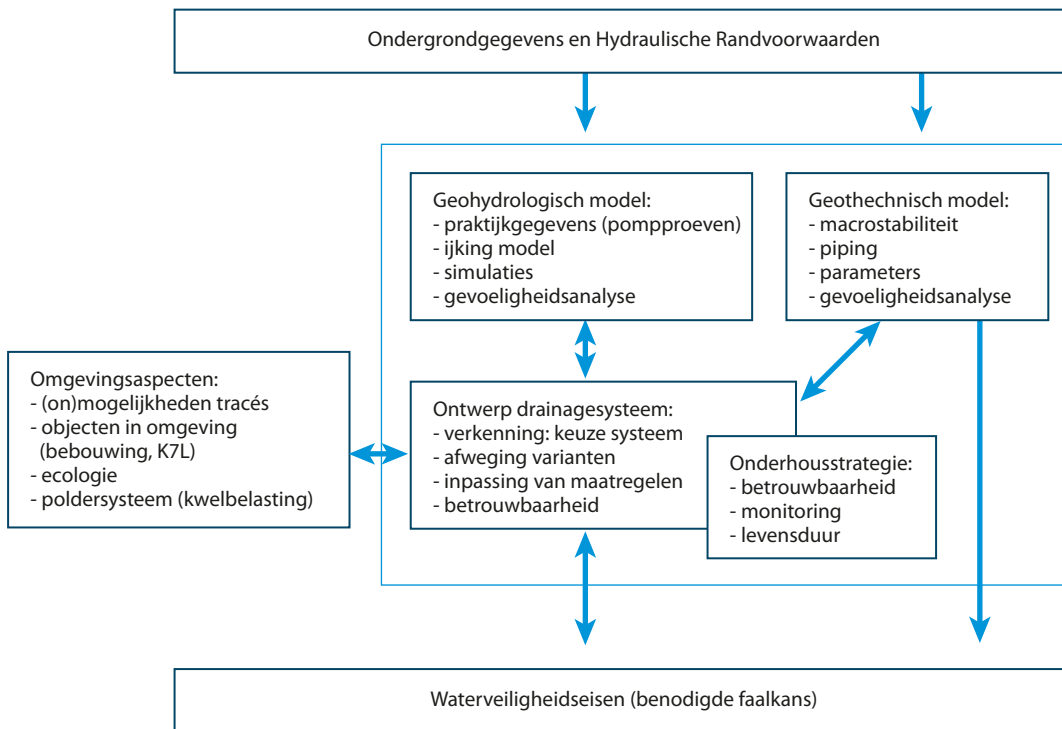 Ondergrondgegevens en Hydraulische Randvoorwaarden
Geohydrologisch model:
- praktijkgegevens (pompproeven)
- ijking model
- simulaties
- gevoeligheidsanalyse
Geothechnisch model:
- macrostabiliteit
- piping
- parameters
- gevoeligheidsanalyse
Omgevingsaspecten:
- (on)mogelijkheden tracés
- objecten in omgeving
(bebouwing, K7L)
- ecologie
- poldersysteem (kwelbelasting)
Ontwerp drainagesysteem:
- verkenning: keuze systeem
- afweging varianten
- inpassing van maatregelen
- betrouwbaarheid
Onderhousstrategie:
- betrouwbaarheid
- monitoring
- levensduur
Waterveiligheidseisen (benodigde faalkans)